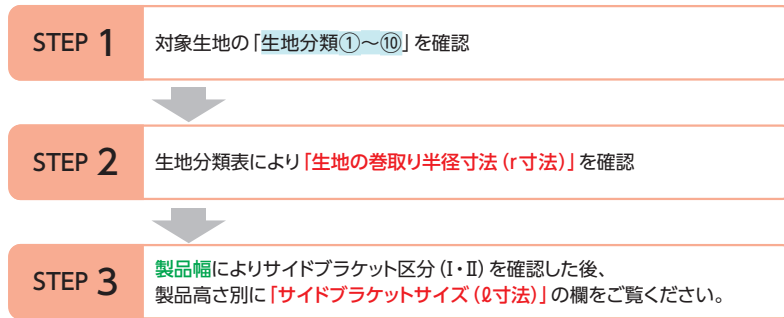 STEP 1
対象生地の「生地分類①～⑩」を確認
STEP 2
生地分類表により「生地の巻取り半径寸法（r寸法）」を確認
STEP 3
製品幅によりサイドブラケット区分（Ⅰ・Ⅱ）を確認した後、
製品高さ別に「サイドブラケットサイズ（ℓ寸法）」の欄をご覧ください。